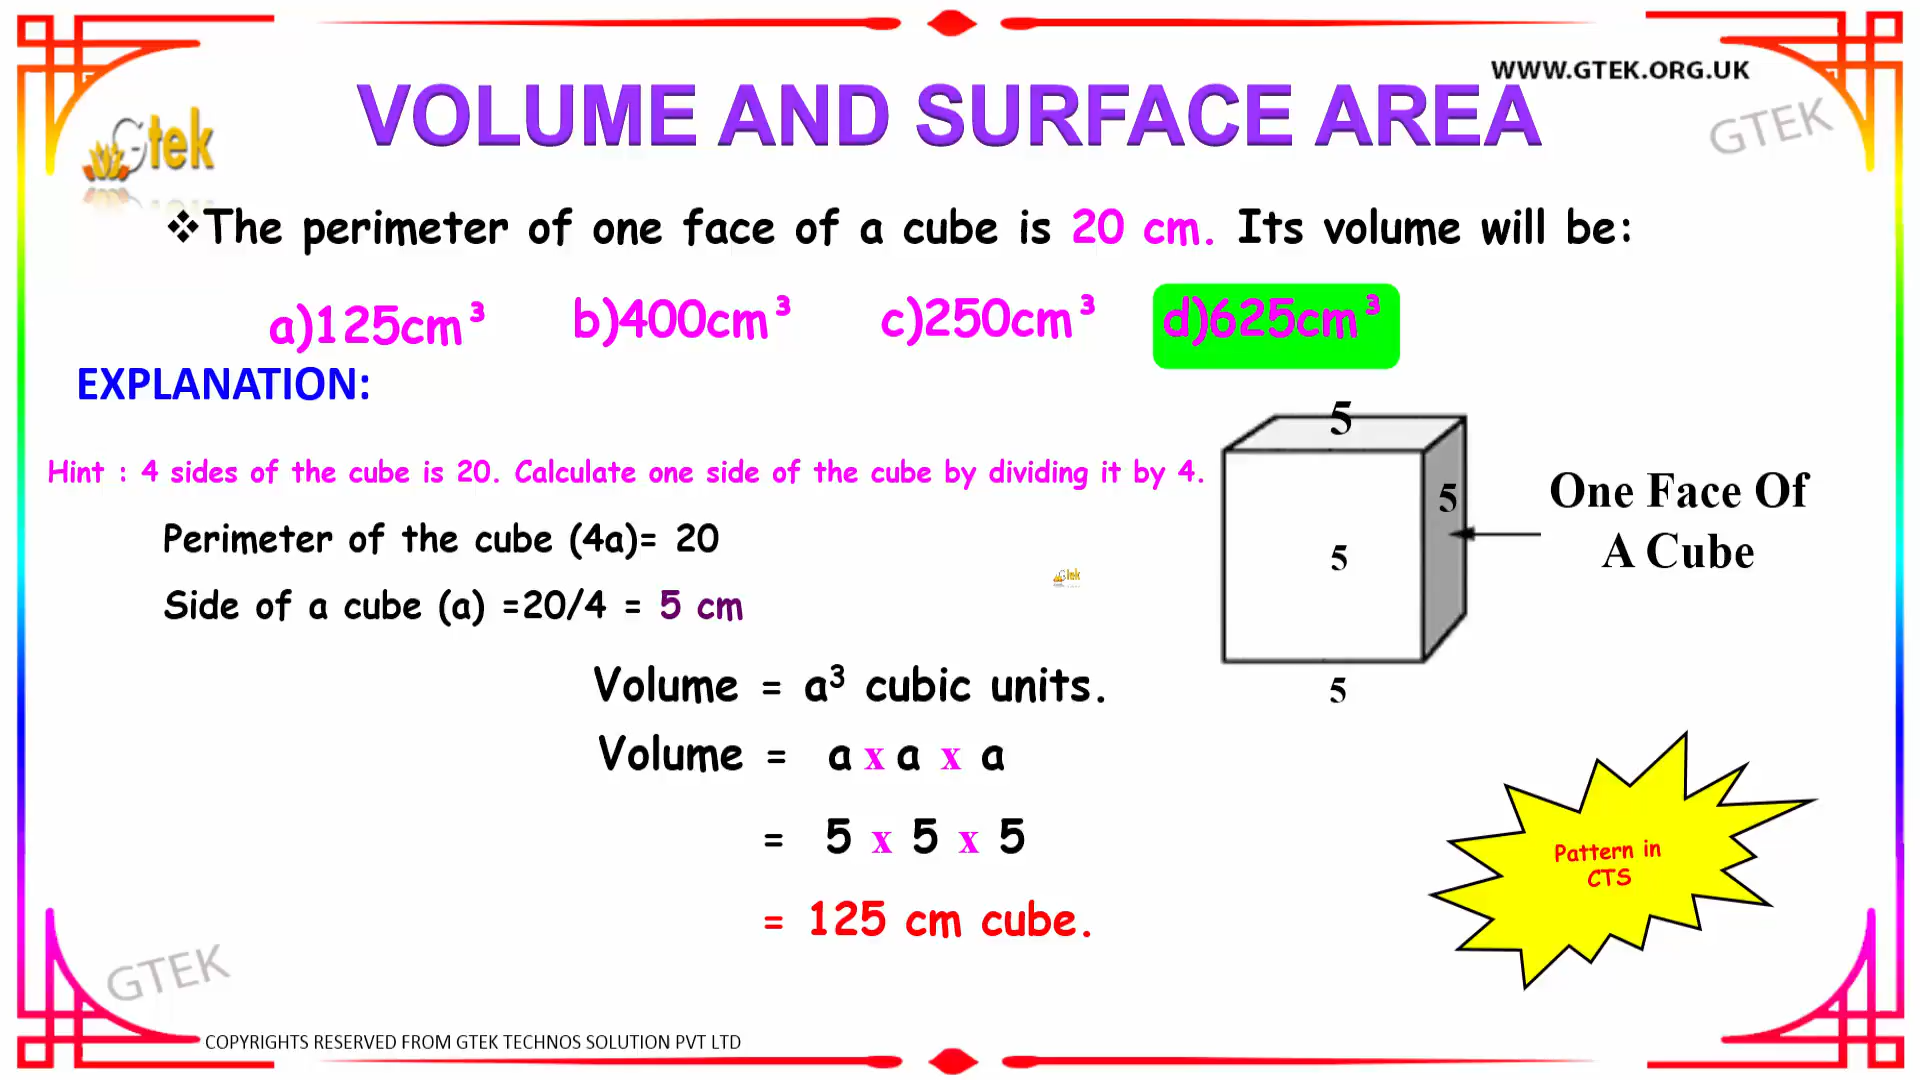 WWW.GTEK.ORG.UK
VOLUME AND SURFACE AREA
GTEK
Gtek
❖The perimeter of one face of a cube is 20 cm. Its volume will be:
a)125cm³ b)400cm³ c)250cm³ d)625cm³
EXPLANATION:
5
Hint : 4 sides of the cube is 20. Calculate one side of the cube by dividing it by 4.
5
One Face Of
A Cube
Perimeter of the cube (4a)= 20
5
Gtek
Side of a cube (a) =20/4 = 5 cm
Volume = a³ cubic units.
5
Volume = a x a x a
= 5 x 5 x 5
Pattern in
CTS
= 125 cm cube.
GTEK
COPYRIGHTS RESERVED FROM GTEK TECHNOS SOLUTION PVT LTD